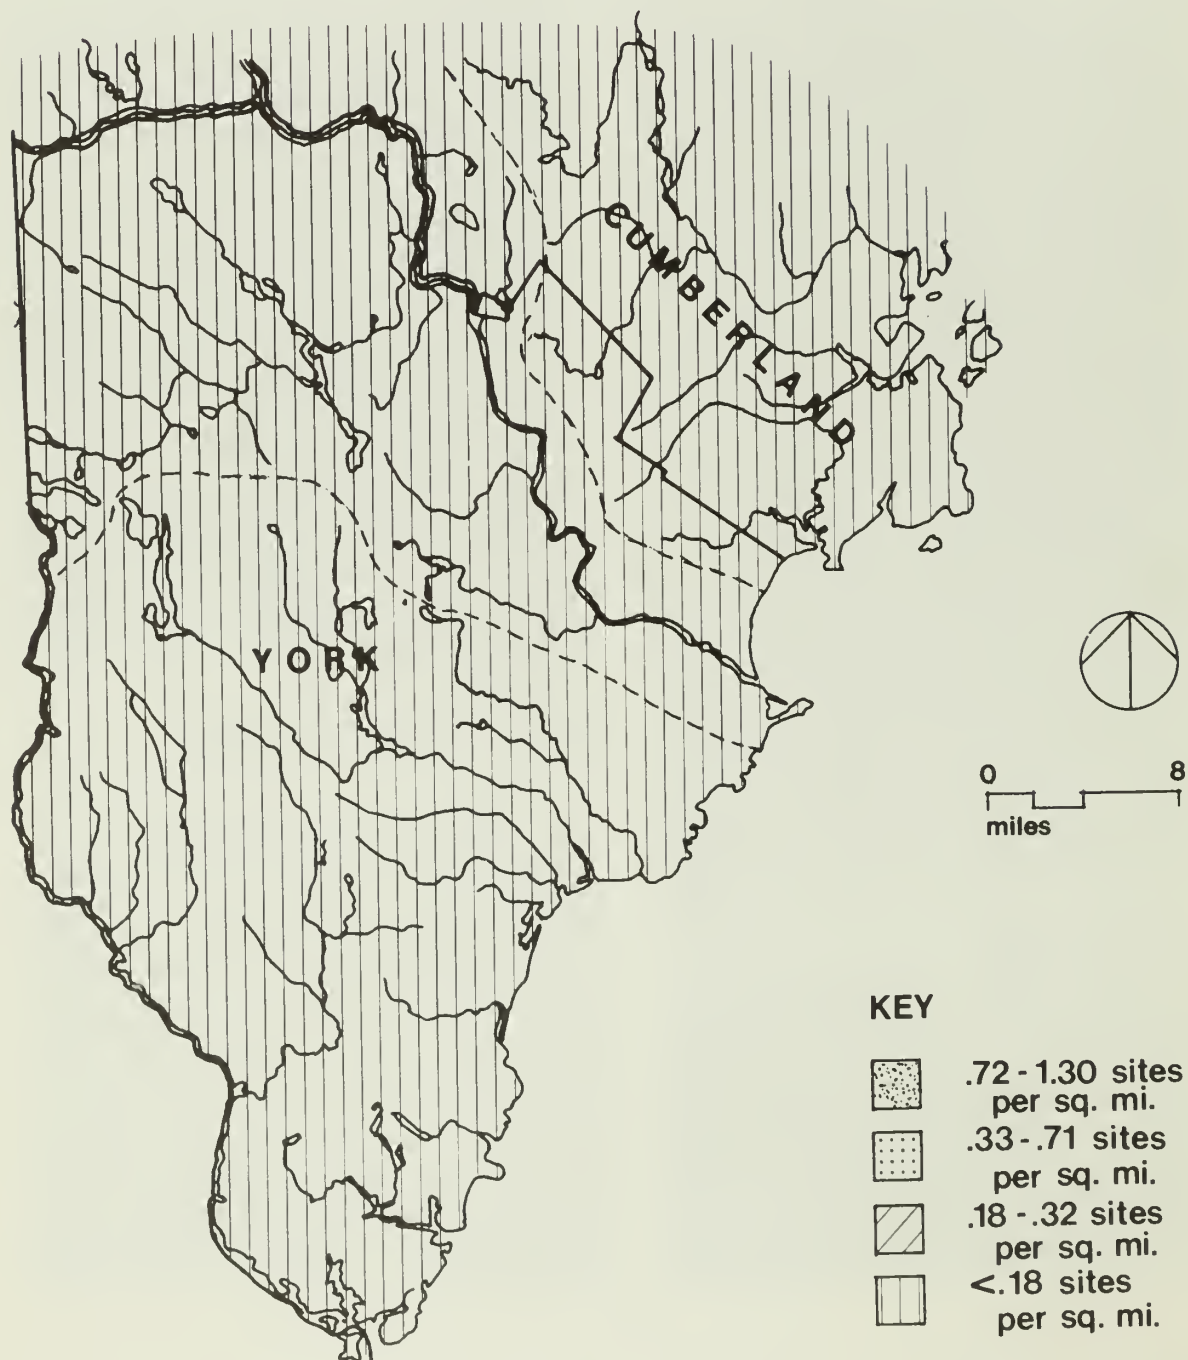 CUMBERLAND
YORK
0 8
miles
KEY
.72-1.30 sites
per sq. mi.
.33-.71 sites
per sq. mi.
.18-.32 sites
per sq. mi.
<.18 sites
per sq. mi.